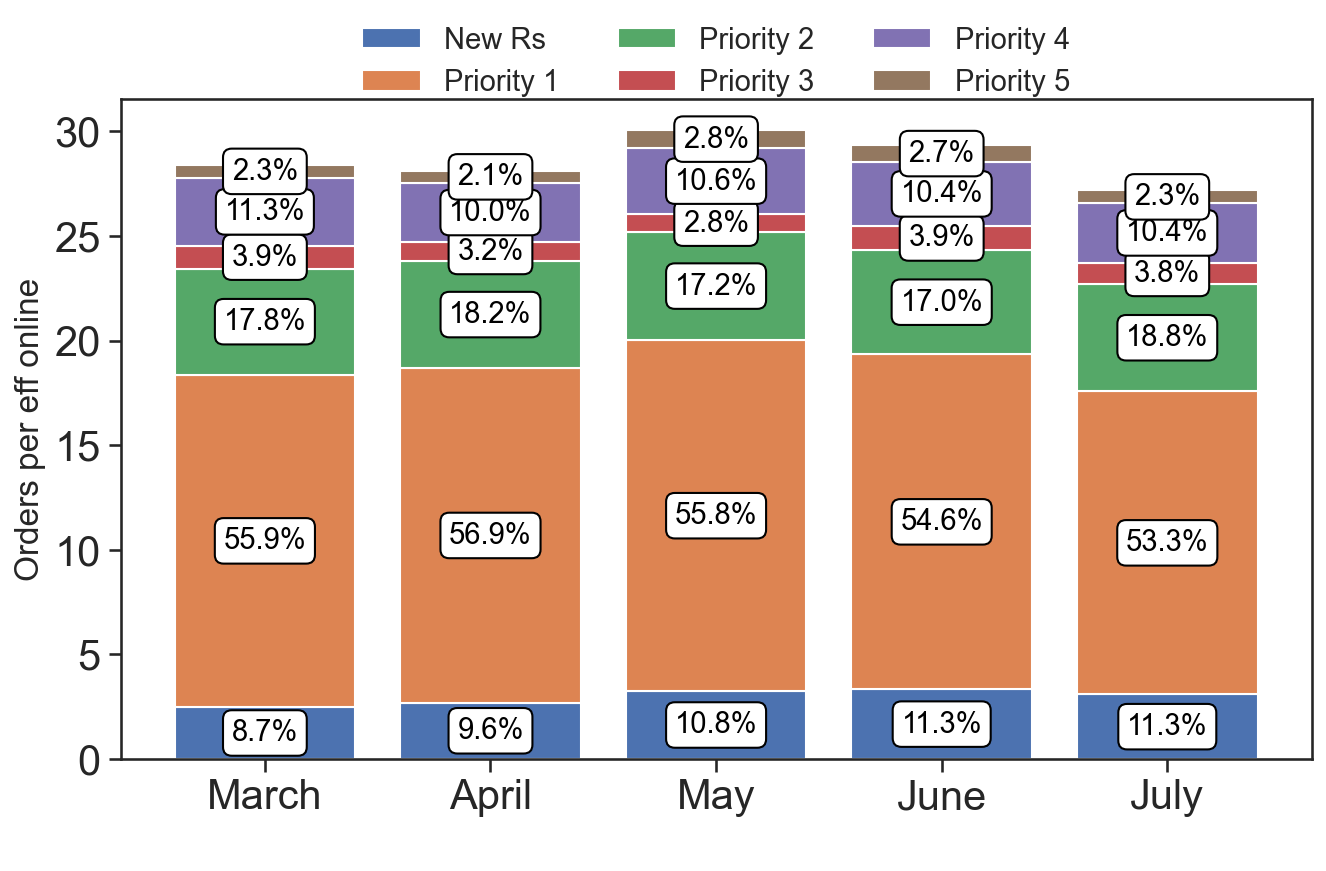 New Rs Priority 2 Priority 4
Priority 1 Priority 3 Priority 5
Orders per eff online
30
25
20
15
10
5
0
2.3% 2.1% 2.8% 2.7% 2.3%
11.3% 10.0% 10.6% 10.4% 10.4%
3.9% 3.2% 2.8% 3.9% 3.8%
17.8% 18.2% 17.2% 17.0% 18.8%
55.9% 56.9% 55.8% 54.6% 53.3%
8.7% 9.6% 10.8% 11.3% 11.3%
March April May June July